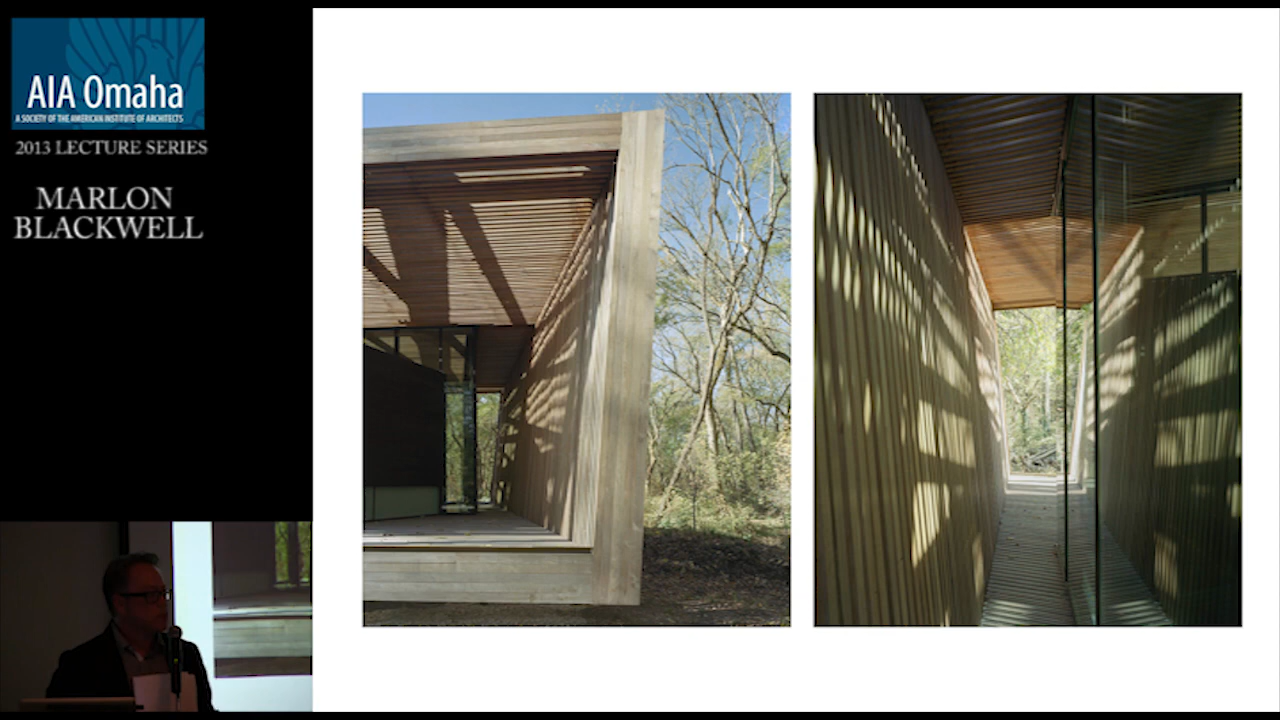 AIA Omaha
A SOCIETY OF THE AMERICAN INSTITUTE OF ARCHITECTS
2013 LECTURE SERIES
MARLON
BLACKWELL